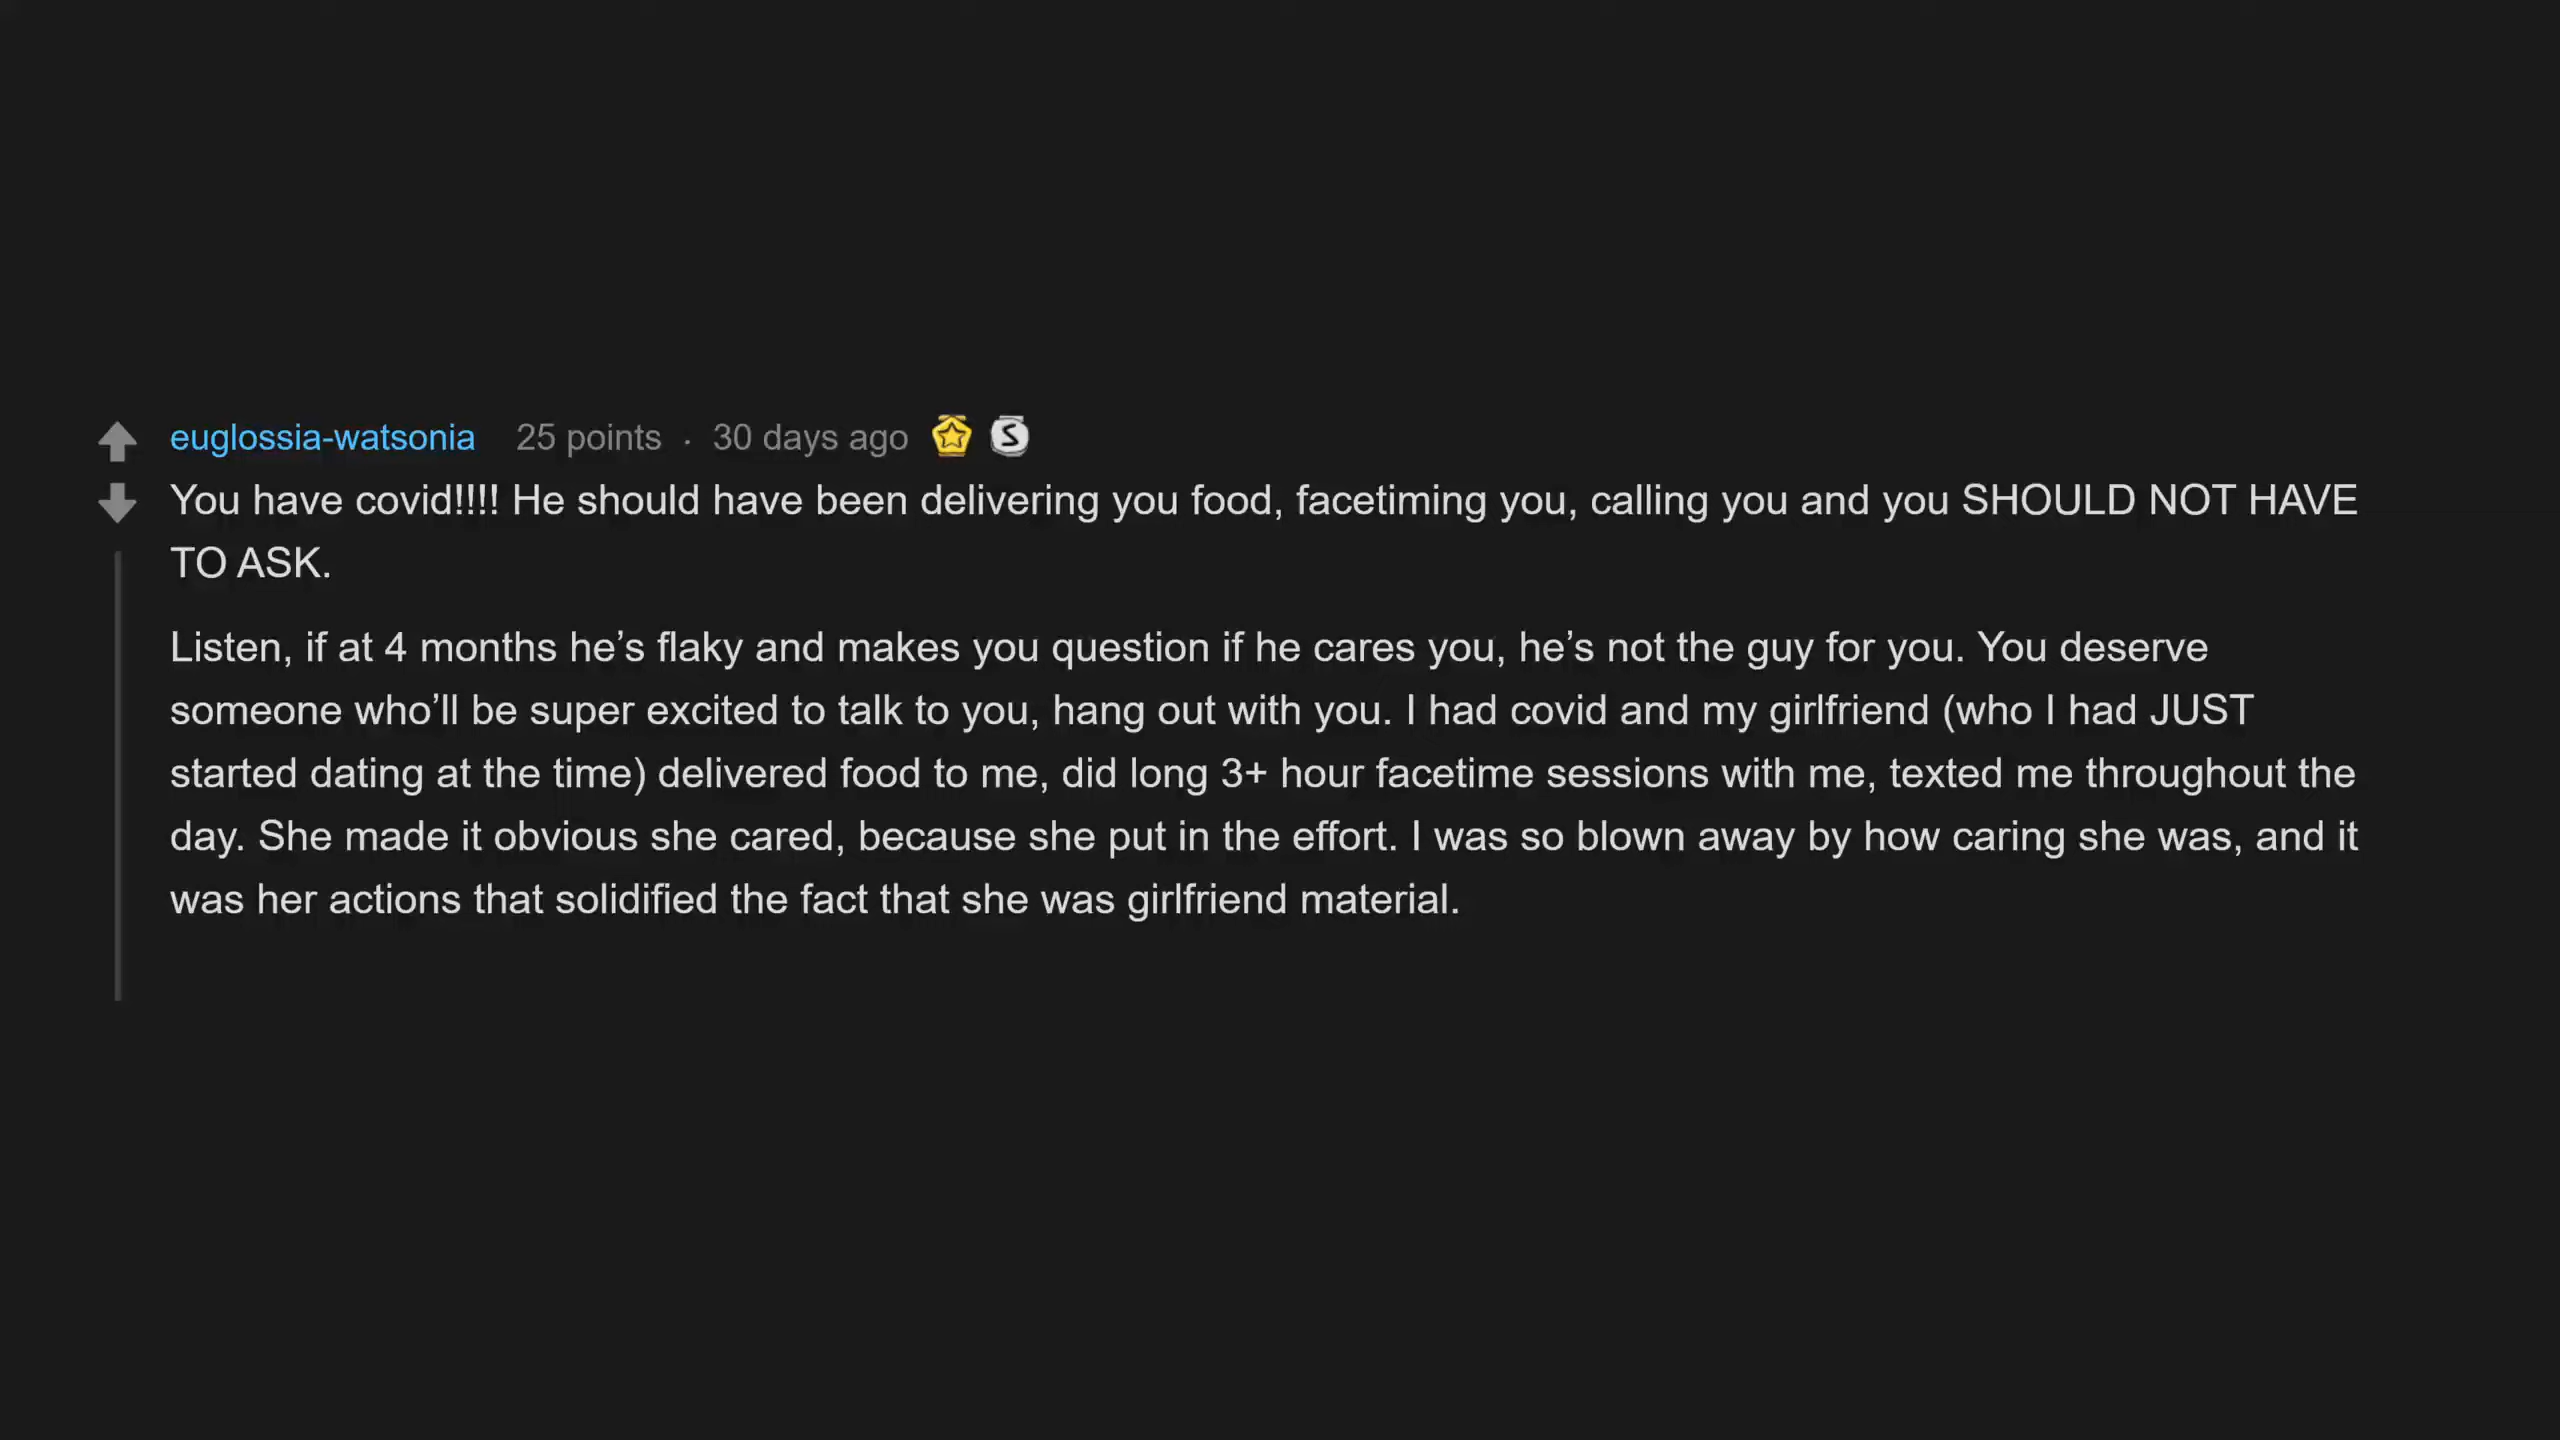 euglossia-watsonia 25 points · 30 days ago
You have covid!!!! He should have been delivering you food, facetiming you, calling you and you SHOULD NOT HAVE
TO ASK.
Listen, if at 4 months he’s flaky and makes you question if he cares you, he’s not the guy for you. You deserve
someone who’ll be super excited to talk to you, hang out with you. I had covid and my girlfriend (who I had JUST
started dating at the time) delivered food to me, did long 3+ hour facetime sessions with me, texted me throughout the
day. She made it obvious she cared, because she put in the effort. I was so blown away by how caring she was, and it
was her actions that solidified the fact that she was girlfriend material.